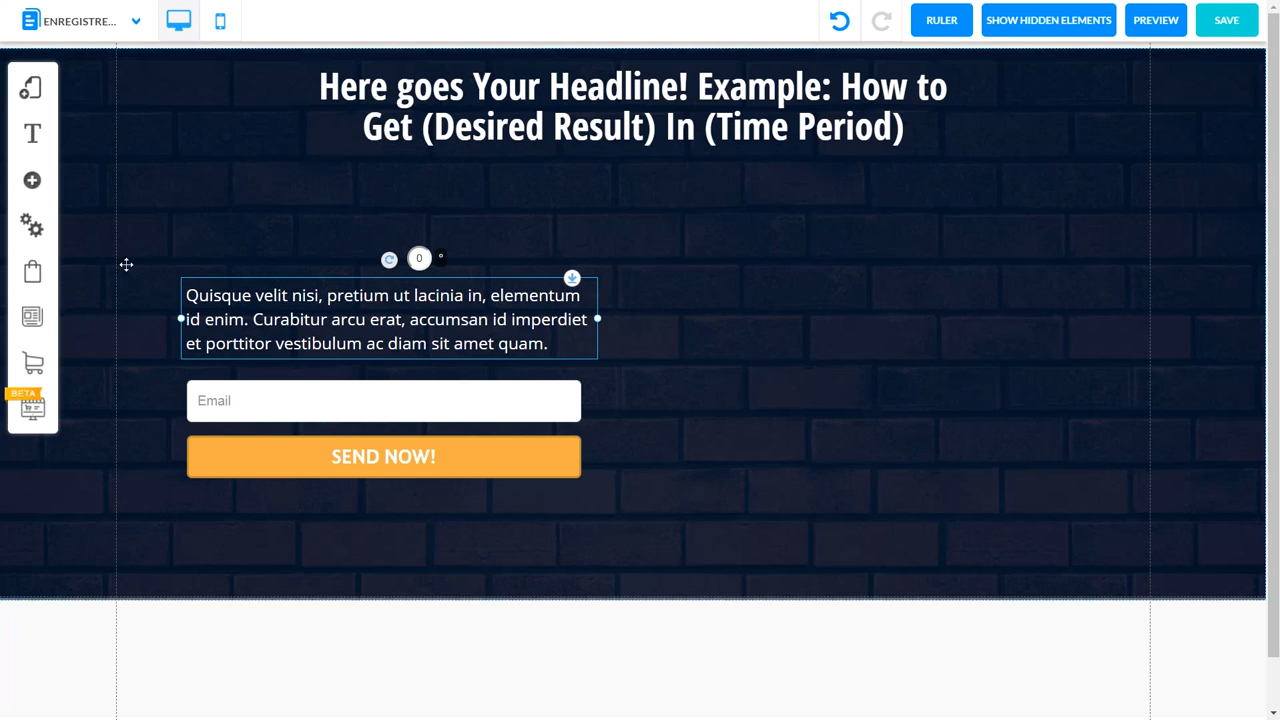 ENREGISTRE...
RULER
SHOW HIDDEN ELEMENTS
PREVIEW
SAVE
Here goes Your Headline! Example: How to
Get (Desired Result) In (Time Period)
T
0 °
Quisque velit nisi, pretium ut lacinia in, elementum
id enim. Curabitur arcu erat, accumsan id imperdiet
et porttitor vestibulum ac diam sit amet quam.
BETA
Email
SEND NOW!